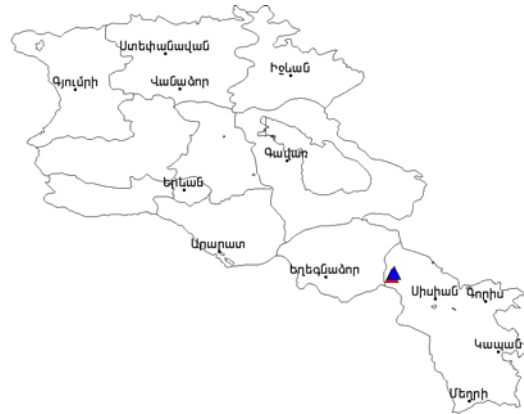 Ստեփանավան
Իջևան
Գյումրի
Վանաձոր
Գավառ
Երևան
Արարատ
Եղեգնաձոր
Սիսիան
Գորիս
Կապան
Մեղրի